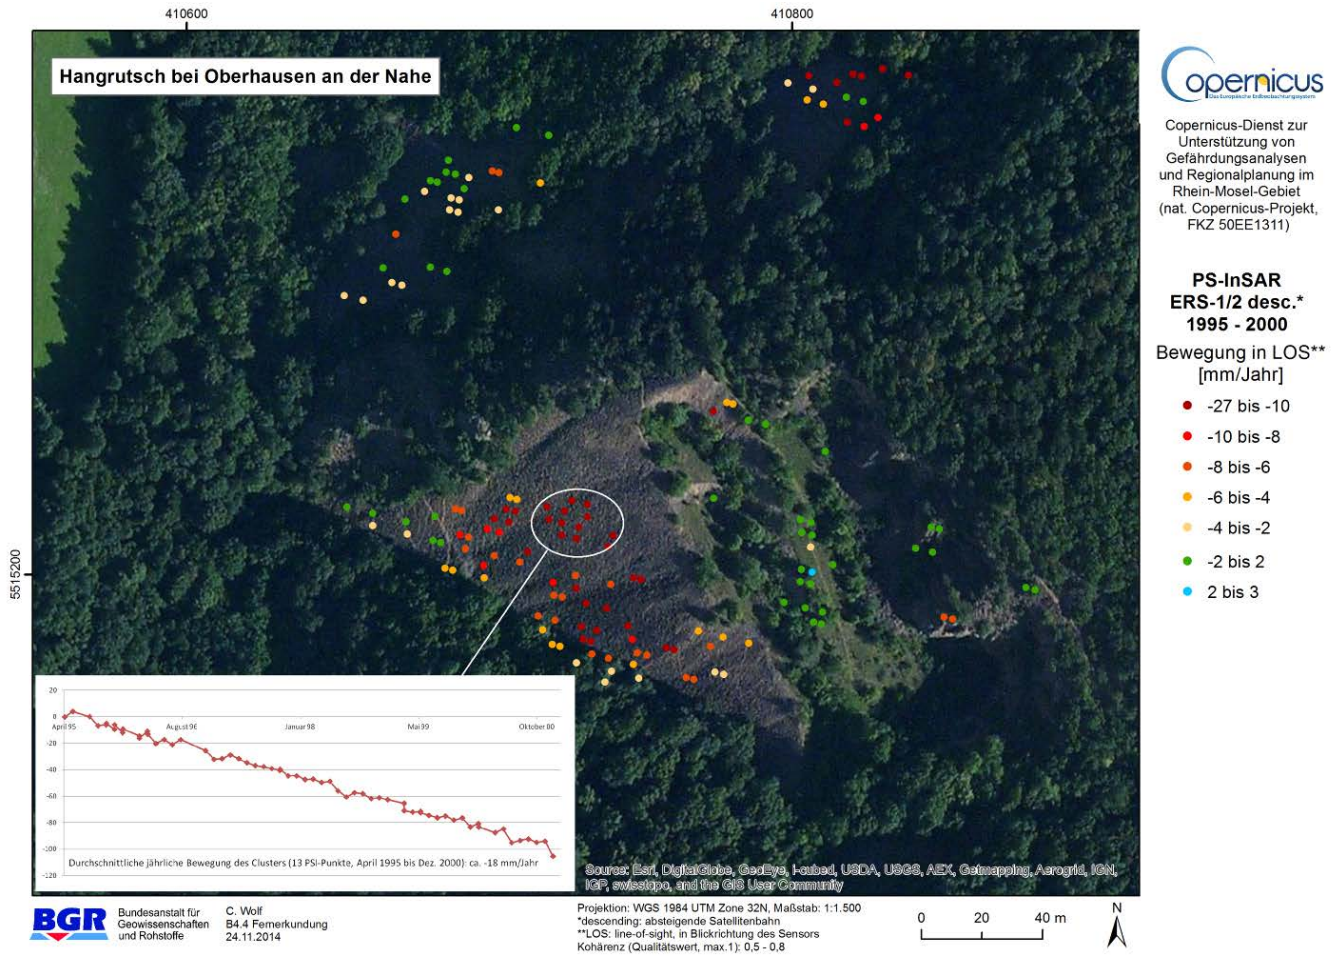 410600
410800
Hangrutsch bei Oberhausen an der Nahe
5515200
opernicus
Das Europäische Erdbeobachtungssystem
Copernicus-Dienst zur
Unterstützung von
Gefährdungsanalysen
und Regionalplanung im
Rhein-Mosel-Gebiet
(nat. Copernicus-Projekt,
FKZ 50EE1311)
PS-InSAR
ERS-1/2 desc.*
1995 - 2000
Bewegung in LOS**
[mm/Jahr]
-27 bis -10
-10 bis -8
-8 bis -6
-6 bis -4
-4 bis -2
-2 bis 2
2 bis 3
20
0
-20
-40
-60
-80
-100
-120
April 95
August 96
Januar 98
Mai 99
Oktober 00
Durchschnittliche jährliche Bewegung des Clusters (13 PSI-Punkte, April 1995 bis Dez. 2000): ca. -18 mm/Jahr
Source: Esri, DigitalGlobe, GeoEye, i-cubed, USDA, USGS, AEX, Getmapping, Aerogrid, IGN,
IGP, swisstopo, and the GIS User Community
BGR
Bundesanstalt für
Geowissenschaften
und Rohstoffe
C. Wolf
B4.4 Fernerkundung
24.11.2014
Projektion: WGS 1984 UTM Zone 32N, Maßstab: 1:1.500
*descending: absteigende Satellitenbahn
**LOS: line-of-sight, in Blickrichtung des Sensors
Kohärenz (Qualitätswert, max.1): 0,5 - 0,8
0 20 40 m
N